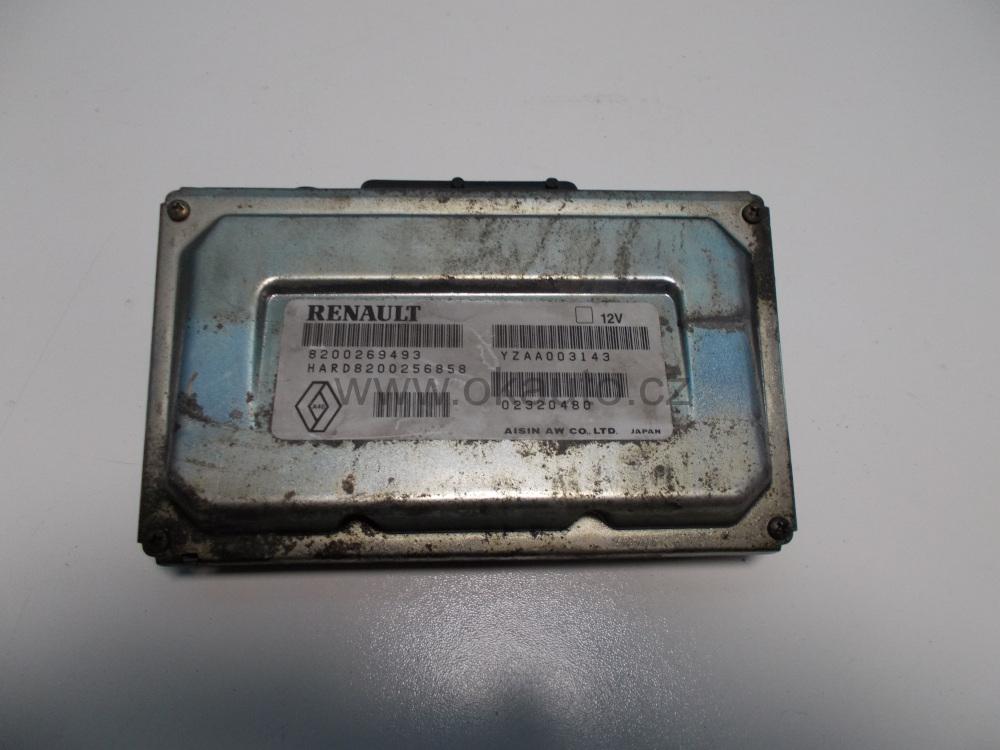 RENAULT
12V
8200269493
YZAA003143
HARD8200256858
www.okauto.cz
02320480
AISIN AW CO., LTD. JAPAN